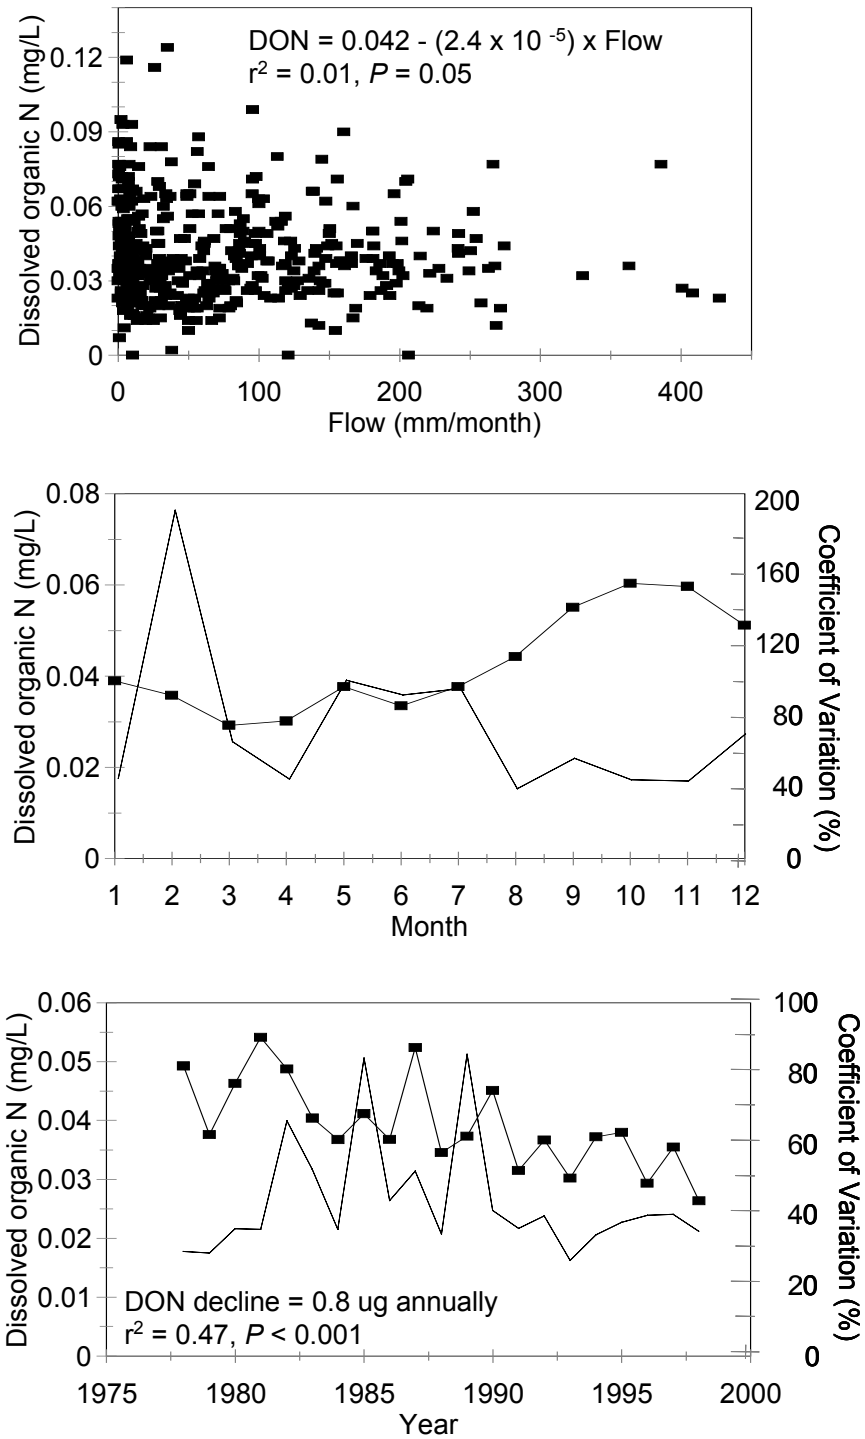 Dissolved organic N (mg/L)
DON = 0.042 - (2.4 x 10 -5) x Flow
r2 = 0.01, P = 0.05
0.12
0.09
0.06
0.03
0
0 100 200 300 400
Flow (mm/month)
Dissolved organic N (mg/L)
0.08
0.06
0.04
0.02
0
200
160
120
80
40
0
Coefficient of Variation (%)
1 2 3 4 5 6 7 8 9 10 11 12
Month
Dissolved organic N (mg/L)
0.06
0.05
0.04
0.03
0.02
0.01
0
100
80
60
40
20
0
Coefficient of Variation (%)
DON decline = 0.8 ug annually
r2 = 0.47, P < 0.001
1975 1980 1985 1990 1995 2000
Year